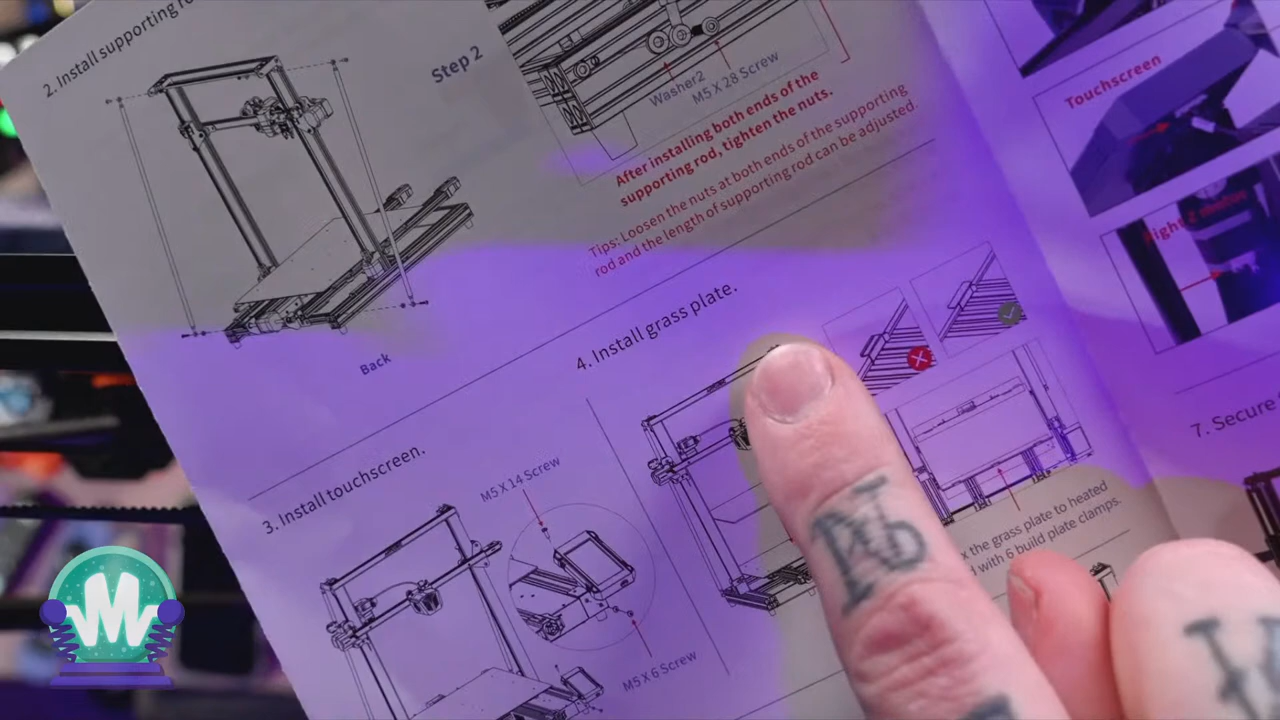 2. Install supporting
Step 2
Washer2
M5 X 28 Screw
After installing both ends of the
supporting rod, tighten the nuts.
Tips: Loosen the nuts at both ends of the supporting
rod and the length of supporting rod can be adjusted.
Back
3. Install touchscreen.
M5 X 14 Screw
M5 X 6 Screw
4. Install grass plate.
the grass plate to heated
with 6 build plate clamps.
Touchscreen
Right Z
7. Secure